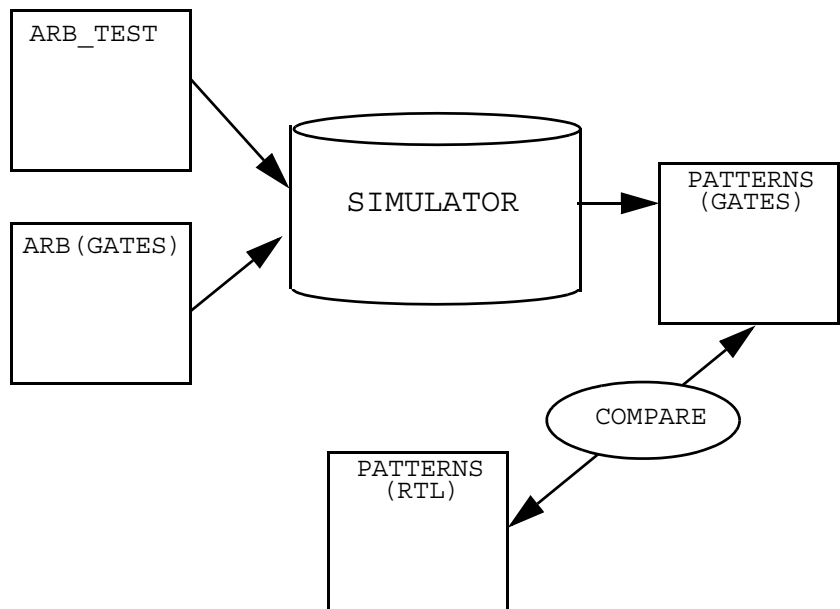 ARB_TEST
SIMULATOR
PATTERNS
(GATES)
ARB(GATES)
COMPARE
PATTERNS
(RTL)